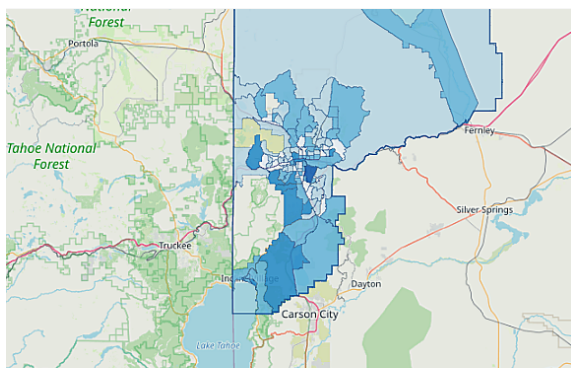 National
Forest
Portola
Tahoe National
Forest
Fernley
Silver Springs
Truckee
Dayton
Carson City
Lake Tahoe